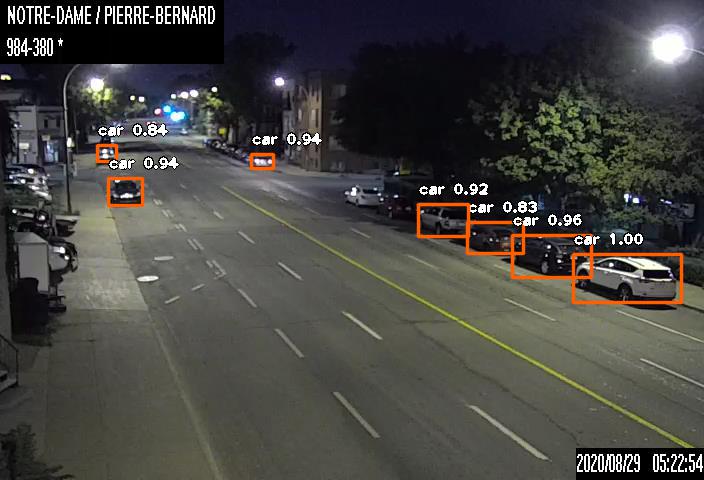 NOTRE-DAME / PIERRE-BERNARD
984-380 *
car 0.84
car 0.94
car 0.94
car 0.92
car 0.83
car 0.96
car 1.00
2020/08/29 05:22:54